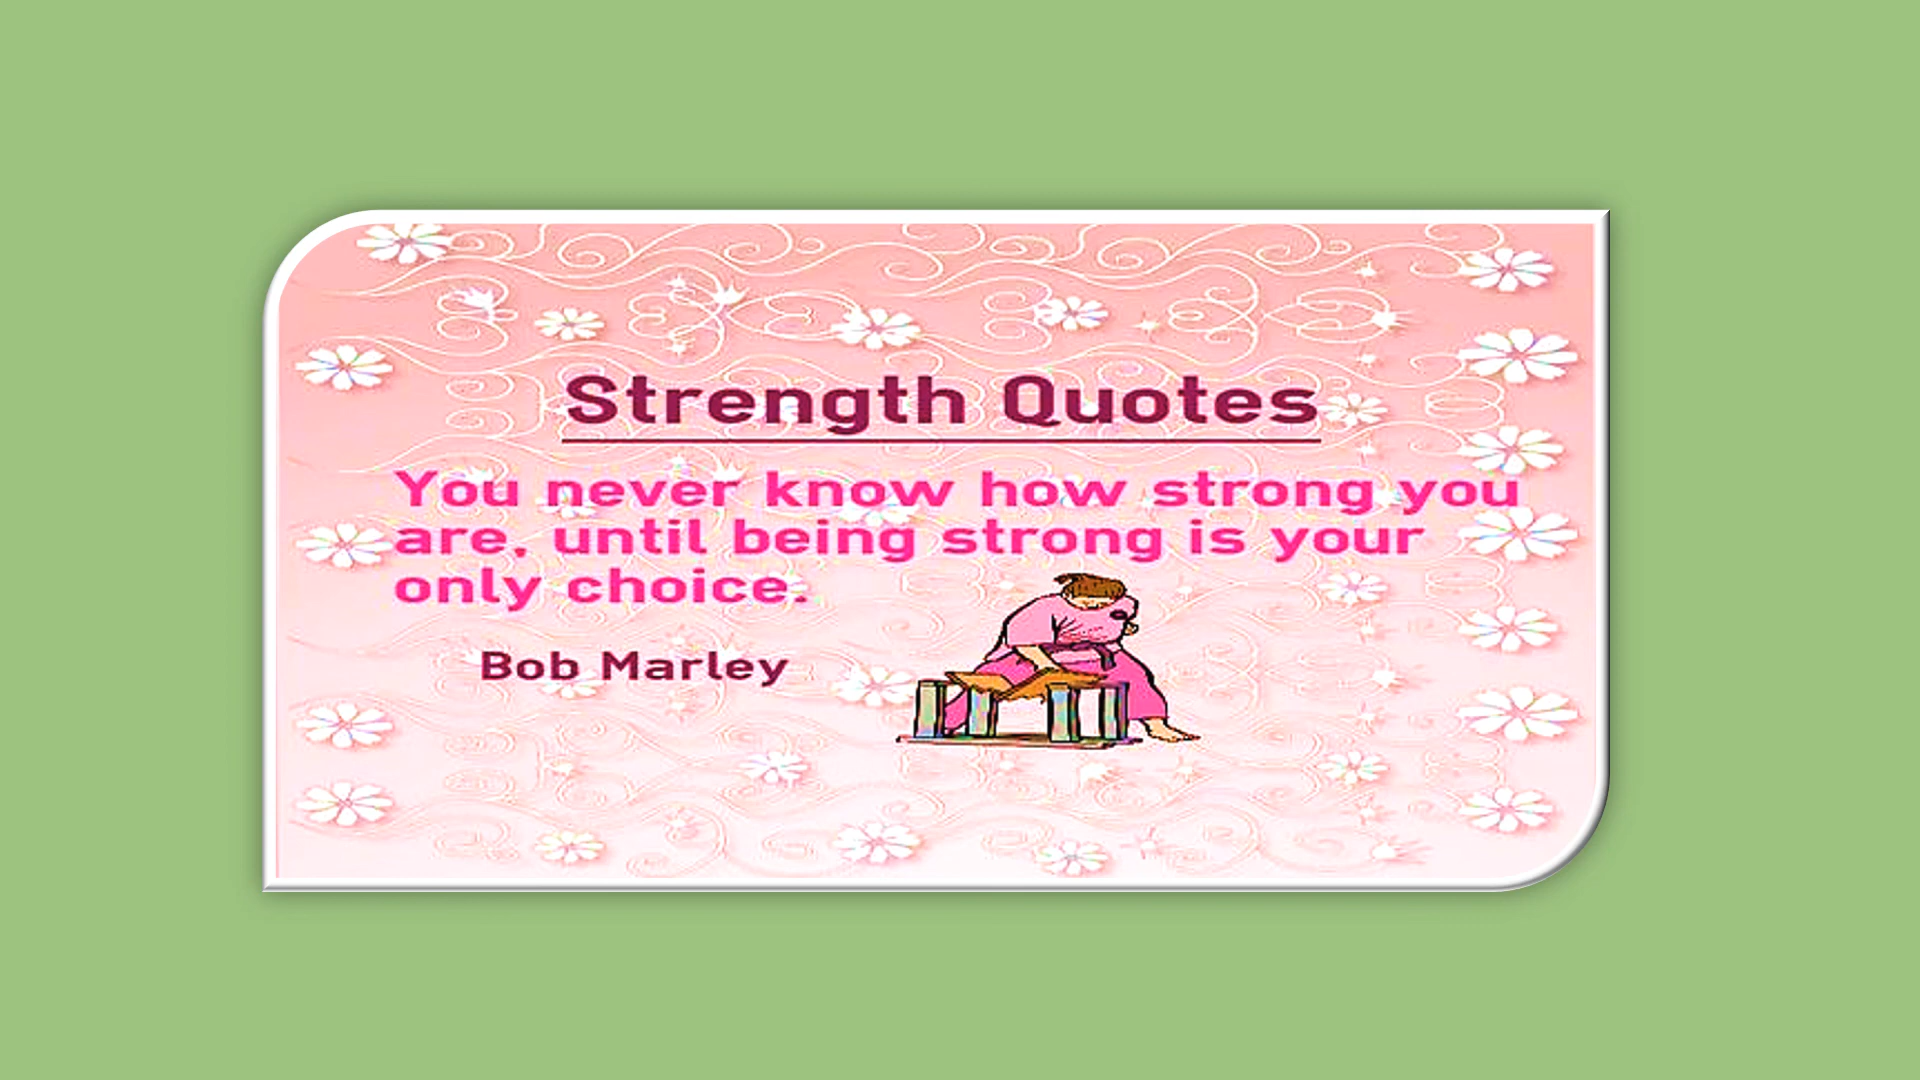 Strength Quotes
You never know how strong you
are, until being strong is your
only choice.
Bob Marley